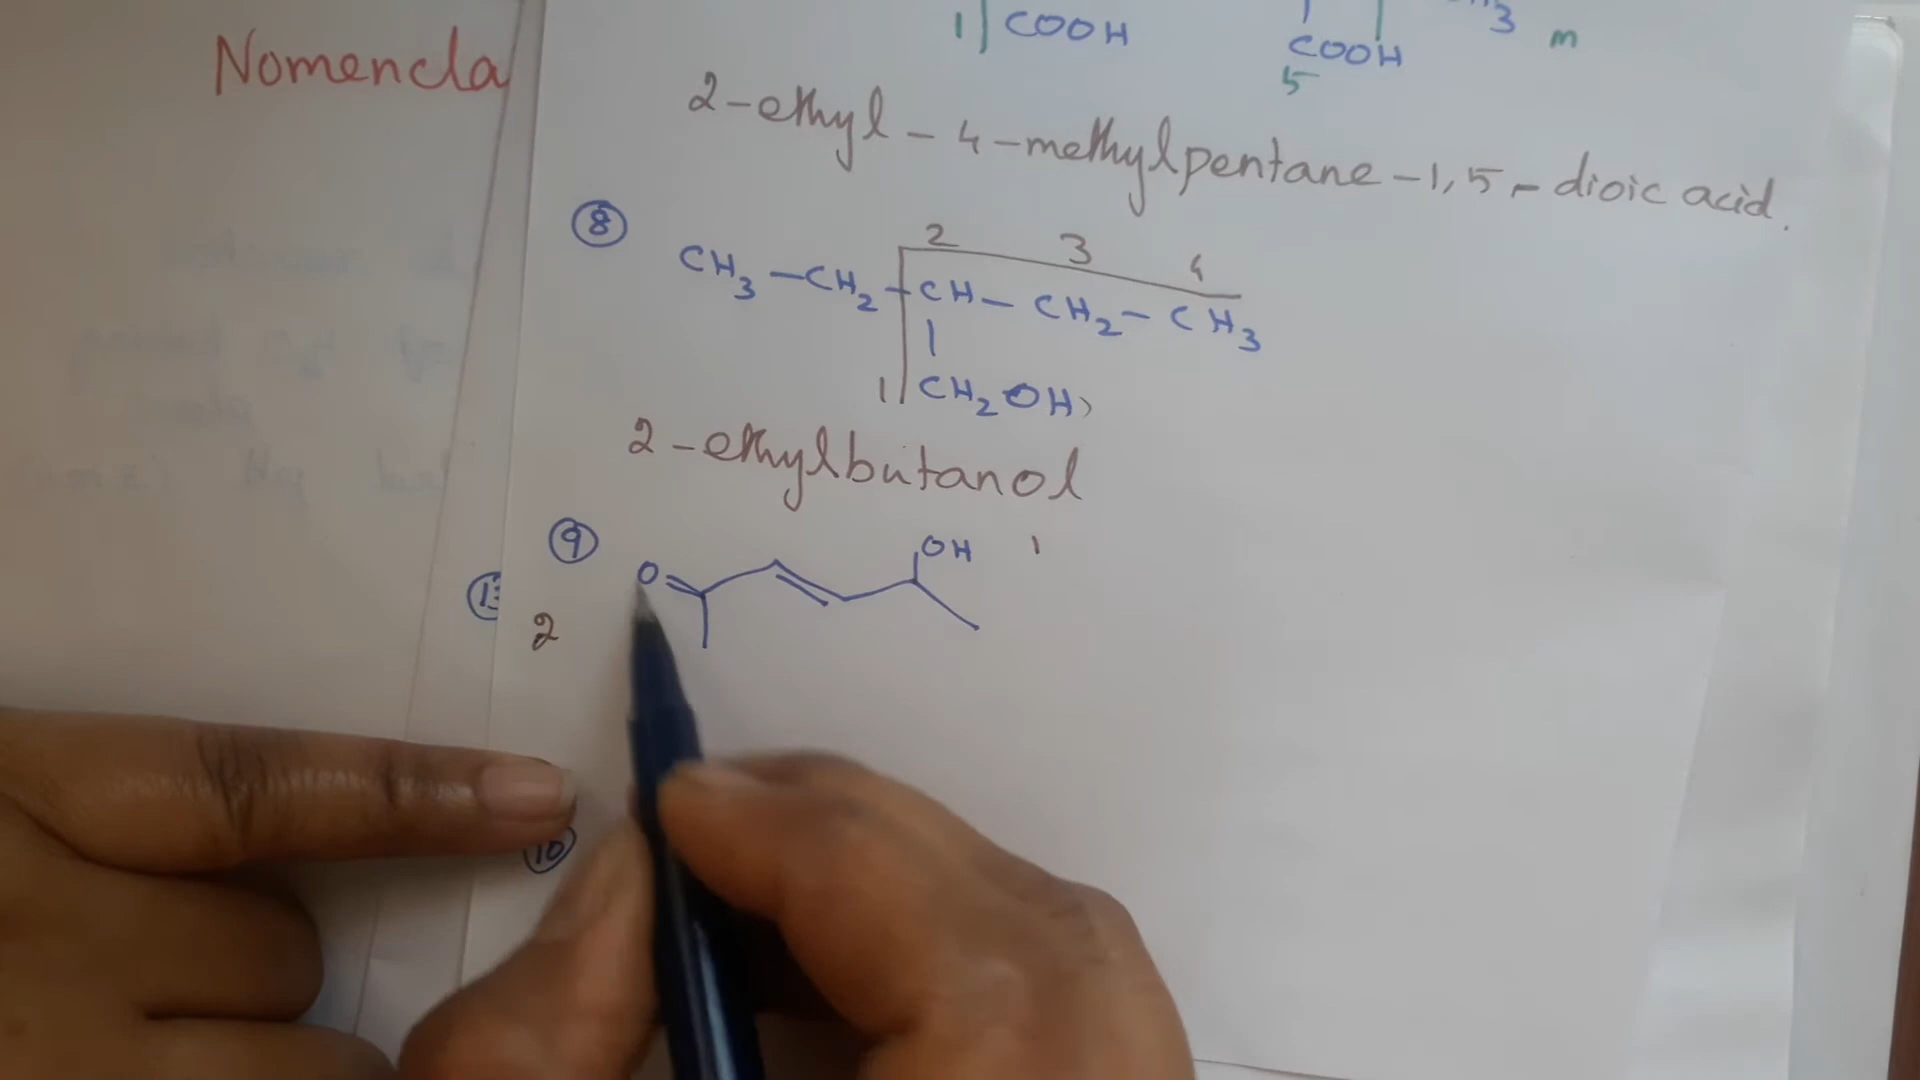 Nomencla
1 COOH
COOH
3 m
5
2-ethyl-4-methylpentane-1,5-dioic acid.
8
2 3 4
CH3-CH2-CH-CH2-CH3
1 CH2OH
2-ethylbutanol
9
O OH 1
13
2
10